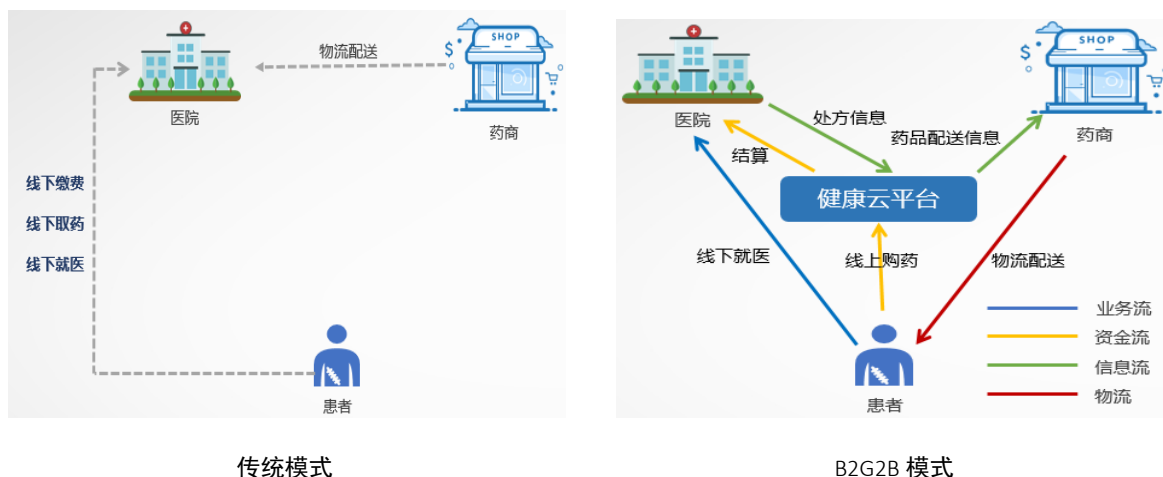 SHOP
$
物流配送
医院
药商
线下缴费
线下取药
线下就医
患者
传统模式
SHOP
$
医院
处方信息
药品配送信息
药商
结算
健康云平台
线下就医
线上购药
物流配送
业务流
资金流
信息流
物流
患者
B2G2B 模式